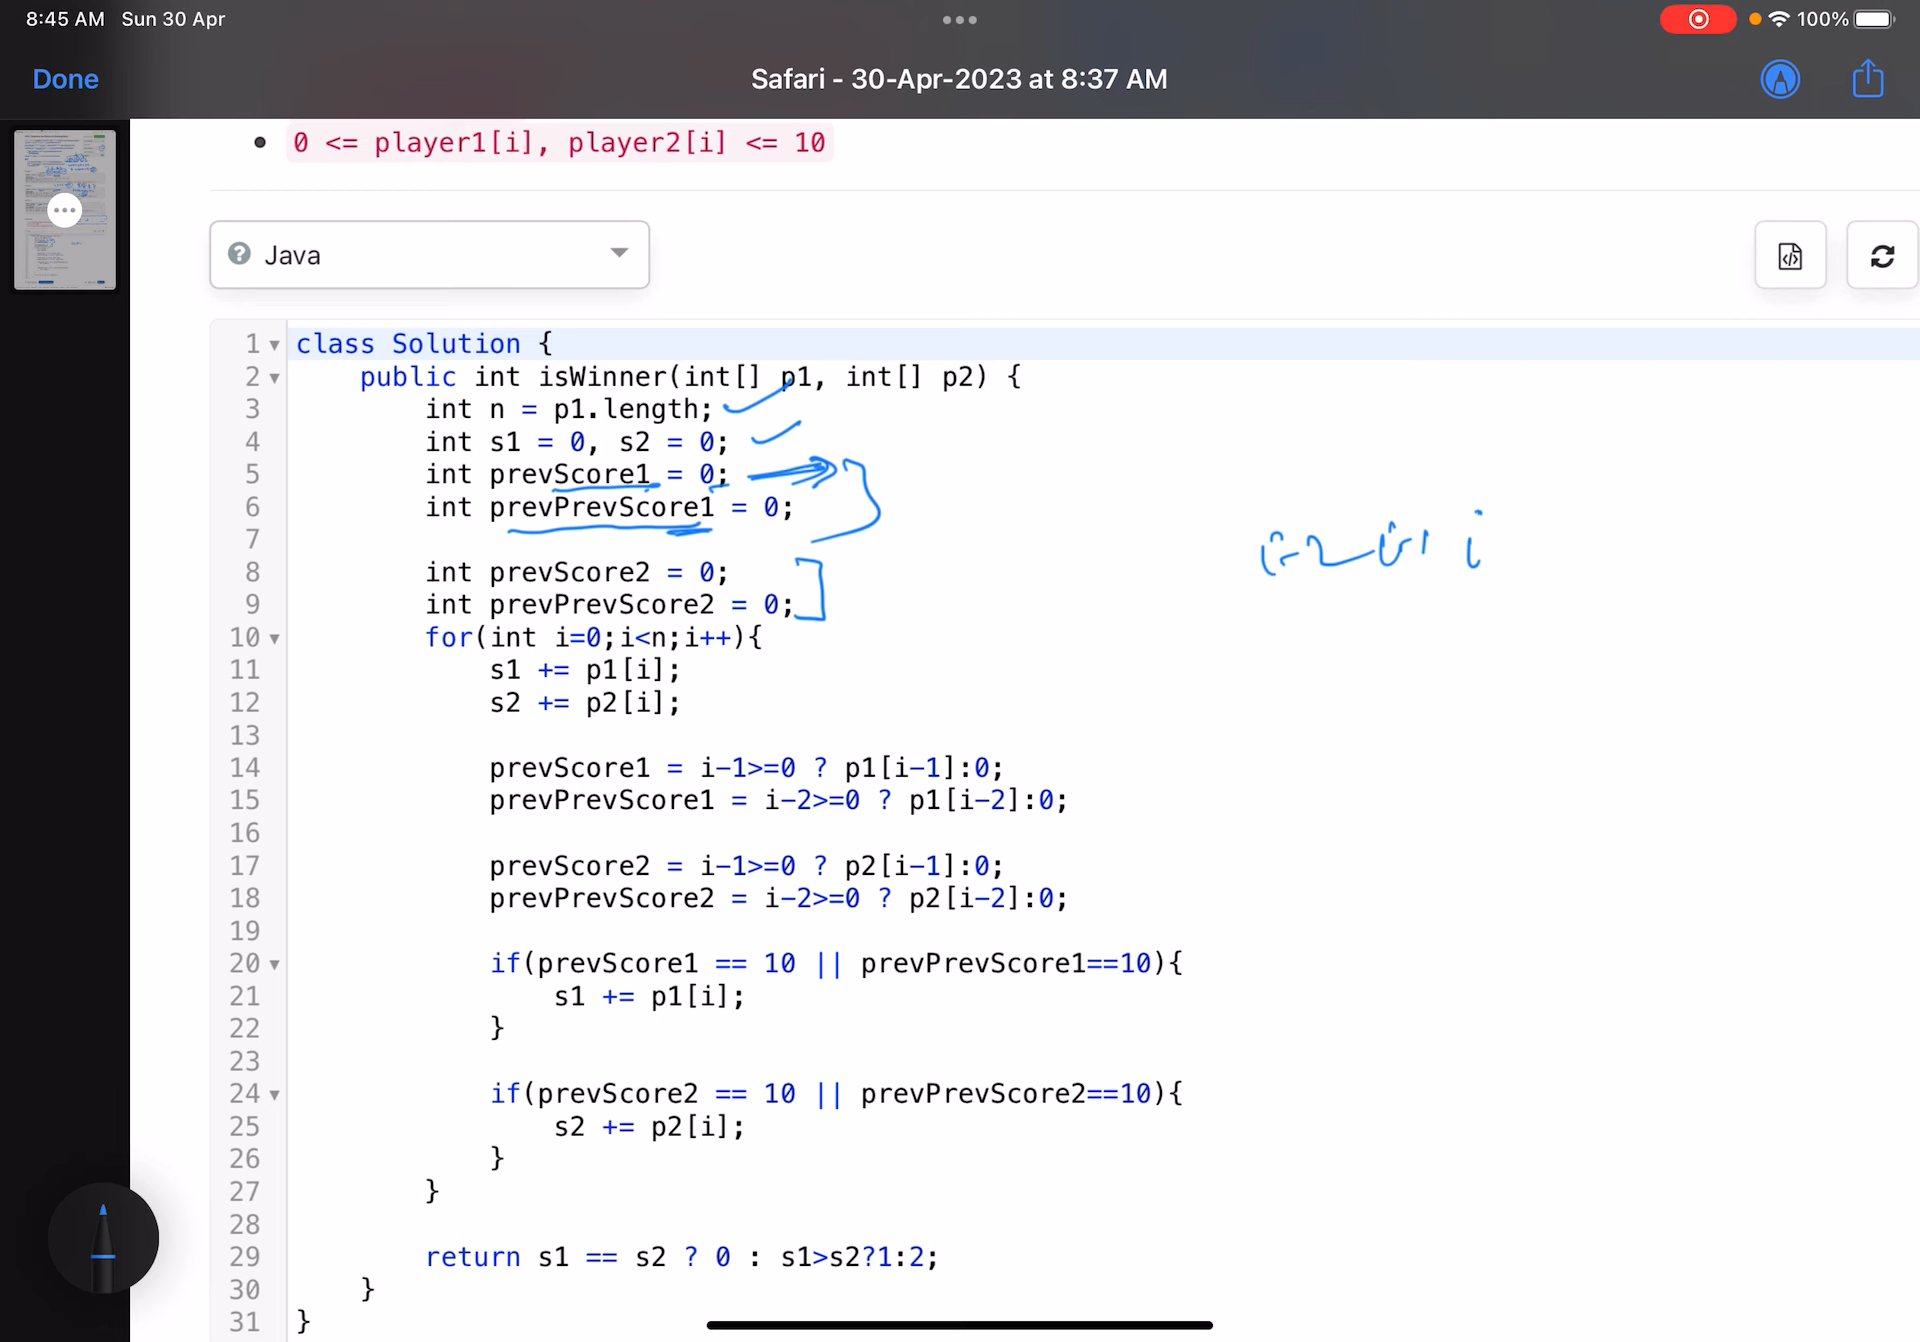 8:45 AM Sun 30 Apr
100%
Done
Safari - 30-Apr-2023 at 8:37 AM
0 <= player1[i], player2[i] <= 10
Java
1 class Solution {
2 public int isWinner(int[] p1, int[] p2) {
3 int n = p1.length;
4 int s1 = 0, s2 = 0;
5 int prevScore1 = 0;
6 int prevPrevScore1 = 0;
7
i-2 i-1 i
8 int prevScore2 = 0;
9 int prevPrevScore2 = 0;
10 for(int i=0;i<n;i++){
11 s1 += p1[i];
12 s2 += p2[i];
13
14 prevScore1 = i-1>=0 ? p1[i-1]:0;
15 prevPrevScore1 = i-2>=0 ? p1[i-2]:0;
16
17 prevScore2 = i-1>=0 ? p2[i-1]:0;
18 prevPrevScore2 = i-2>=0 ? p2[i-2]:0;
19
20 if(prevScore1 == 10 || prevPrevScore1==10){
21 s1 += p1[i];
22 }
23
24 if(prevScore2 == 10 || prevPrevScore2==10){
25 s2 += p2[i];
26 }
27 }
28
29 return s1 == s2 ? 0 : s1>s2?1:2;
30 }
31 }